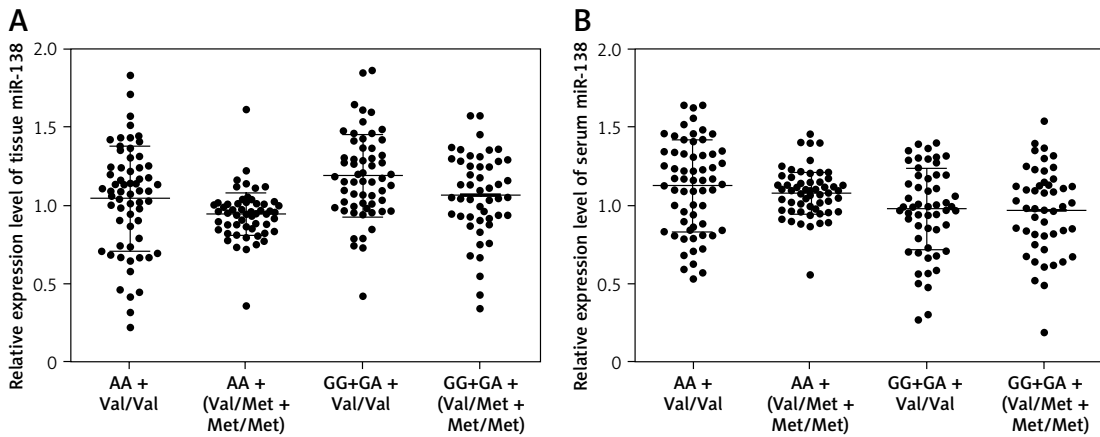 A
Relative expression level of tissue miR-138
2.0
1.5
1.0
0.5
0
AA +
Val/Val
AA +
(Val/Met +
Met/Met)
GG+GA +
Val/Val
GG+GA +
(Val/Met +
Met/Met)
B
Relative expression level of serum miR-138
2.0
1.5
1.0
0.5
0
AA +
Val/Val
AA +
(Val/Met +
Met/Met)
GG+GA +
Val/Val
GG+GA +
(Val/Met +
Met/Met)